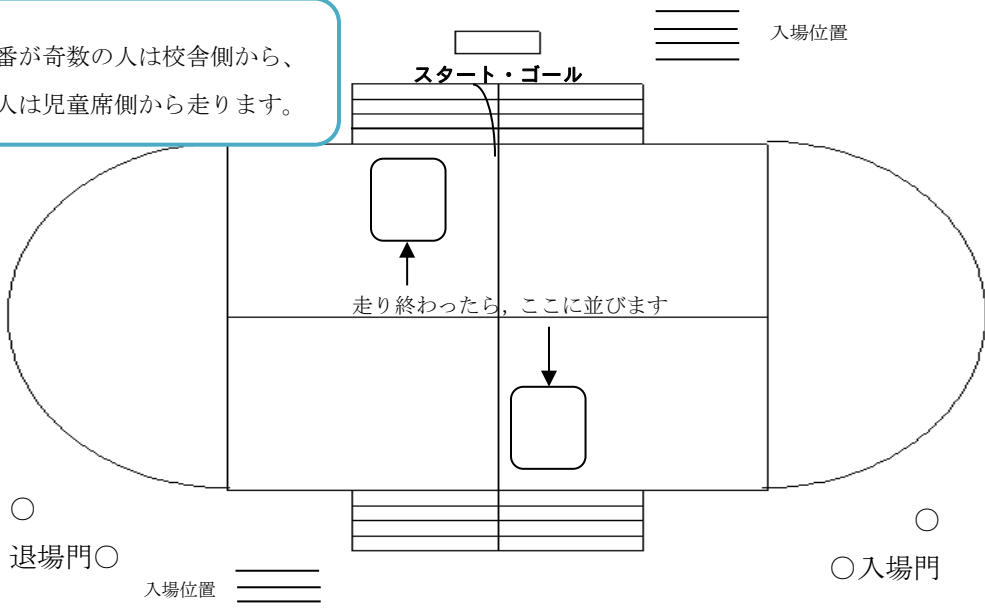 番が奇数の人は校舎側から、
人は児童席側から走ります。
スタート・ゴール
入場位置
走り終わったら，ここに並びます
○
退場門○
入場位置
○
○入場門